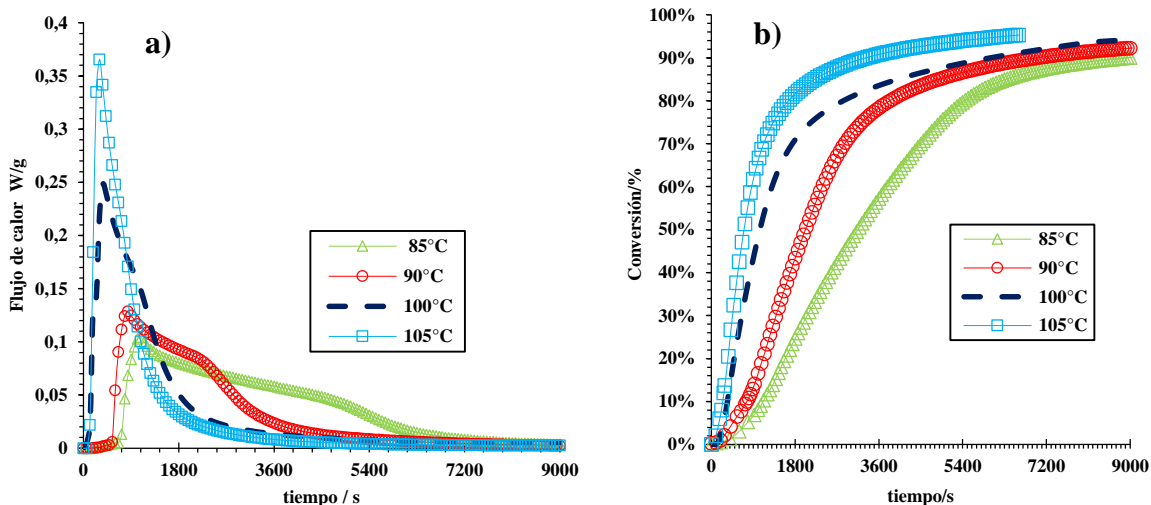 a)
Flujo de calor W/g
0,4
0,35
0,3
0,25
0,2
0,15
0,1
0,05
0
85°C
90°C
100°C
105°C
0 1800 3600 5400 7200 9000
tiempo / s
b)
Conversión/%
100%
90%
80%
70%
60%
50%
40%
30%
20%
10%
0%
85°C
90°C
100°C
105°C
0 1800 3600 5400 7200 9000
tiempo/s